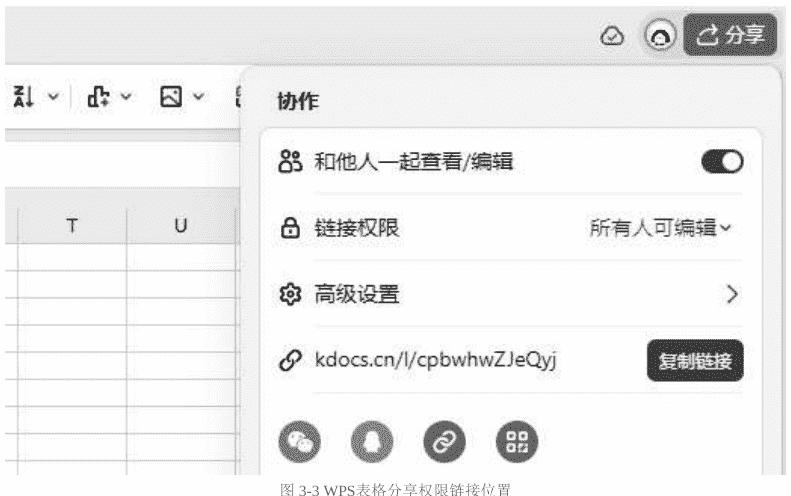 分享
协作
和他人一起查看/编辑
T U
链接权限 所有人可编辑
高级设置
kdocs.cn/l/cpbwhwZJeQyj 复制链接
图 3-3 WPS表格分享权限链接位置